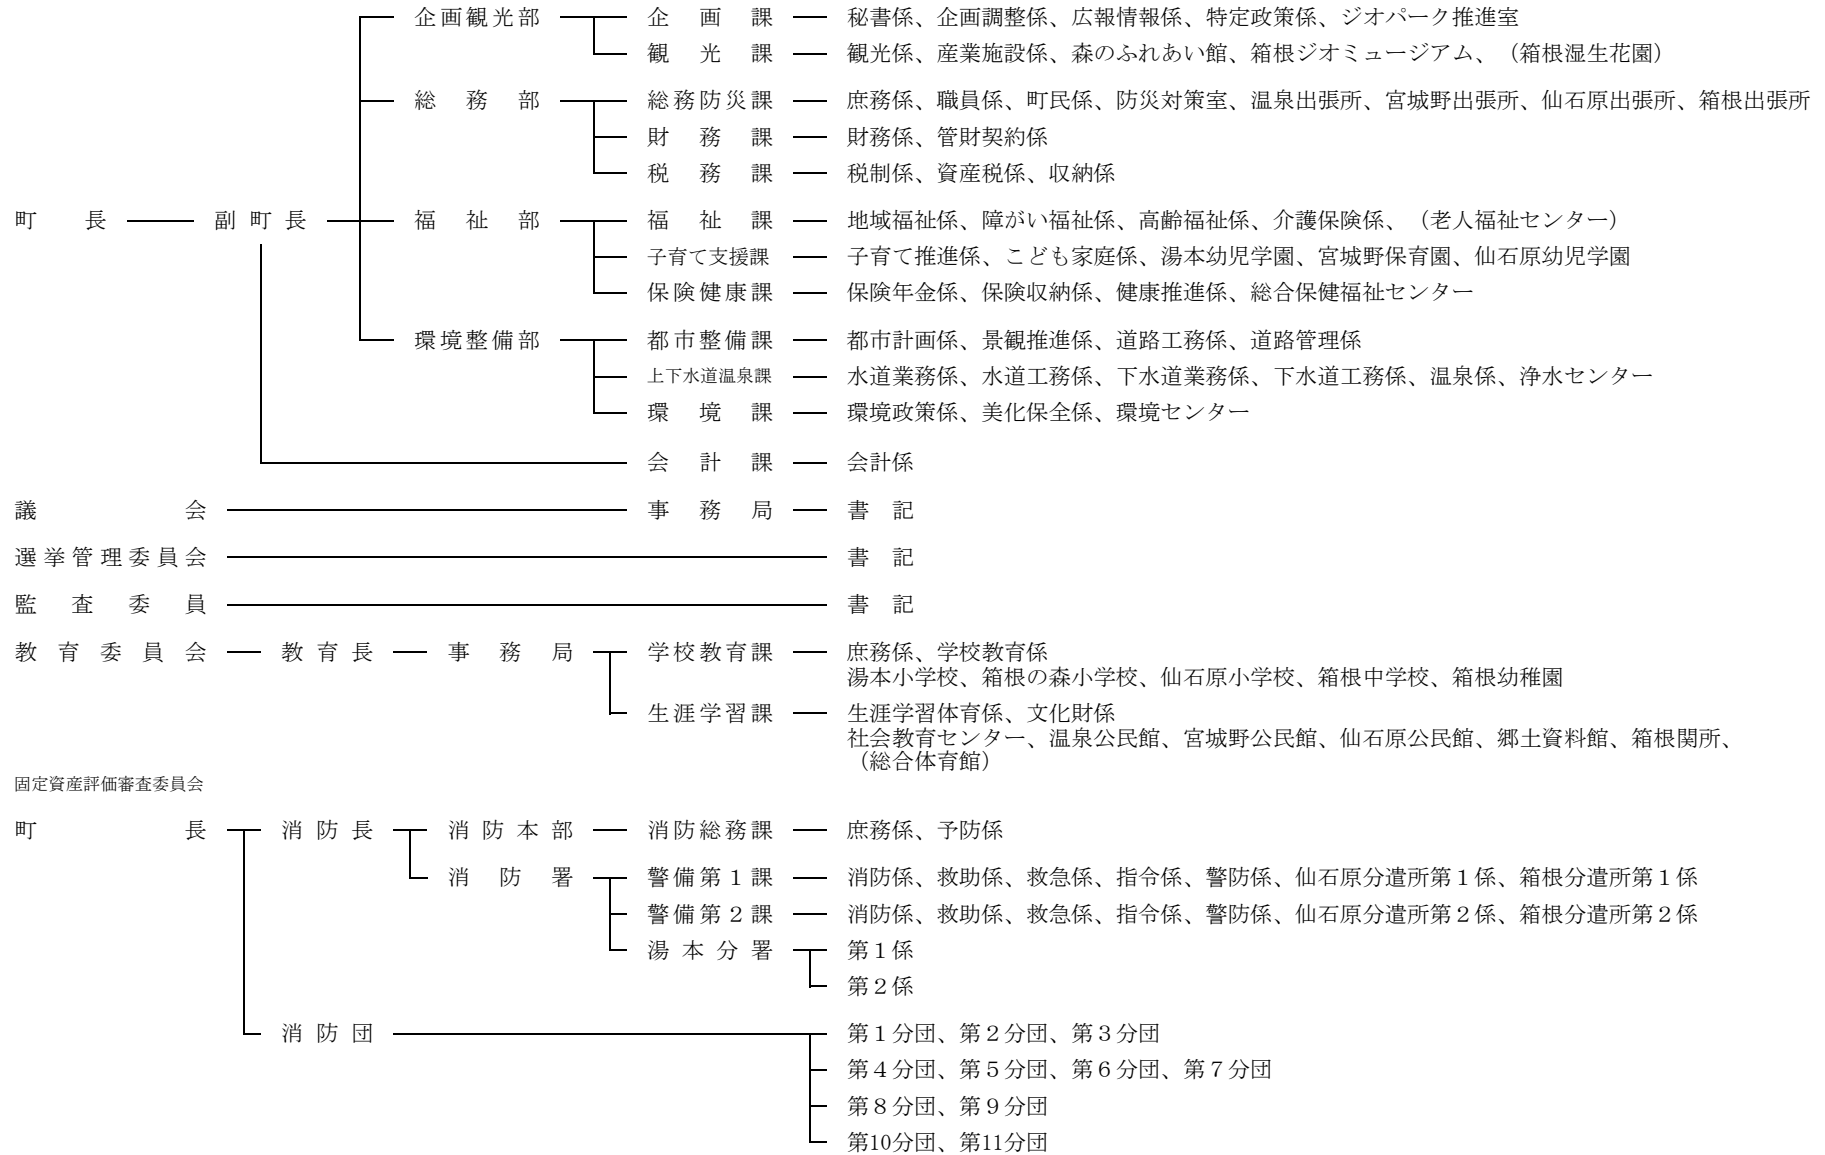 企画観光部 企画課 秘書係、企画調整係、広報情報係、特定政策係、ジオパーク推進室
観光課 観光係、産業施設係、森のふれあい館、箱根ジオミュージアム、（箱根湿生花園）
総務部 総務防災課 庶務係、職員係、町民係、防災対策室、温泉出張所、宮城野出張所、仙石原出張所、箱根出張所
財務課 財務係、管財契約係
税務課 税制係、資産税係、収納係
町長 副町長 福祉部 福祉課 地域福祉係、障がい福祉係、高齢福祉係、介護保険係、（老人福祉センター）
子育て支援課 子育て推進係、こども家庭係、湯本幼児学園、宮城野保育園、仙石原幼児学園
保険健康課 保険年金係、保険収納係、健康推進係、総合保健福祉センター
環境整備部 都市整備課 都市計画係、景観推進係、道路工務係、道路管理係
上下水道温泉課 水道業務係、水道工務係、下水道業務係、下水道工務係、温泉係、浄水センター
環境課 環境政策係、美化保全係、環境センター
会計課 会計係
議会 事務局 書記
選挙管理委員会 書記
監査委員 書記
教育委員会 教育長 事務局 学校教育課 庶務係、学校教育係
湯本小学校、箱根の森小学校、仙石原小学校、箱根中学校、箱根幼稚園
生涯学習課 生涯学習体育係、文化財係
社会教育センター、温泉公民館、宮城野公民館、仙石原公民館、郷土資料館、箱根関所、
（総合体育館）
固定資産評価審査委員会
町長 消防長 消防本部 消防総務課 庶務係、予防係
消防署 警備第１課 消防係、救助係、救急係、指令係、警防係、仙石原分遣所第１係、箱根分遣所第１係
警備第２課 消防係、救助係、救急係、指令係、警防係、仙石原分遣所第２係、箱根分遣所第２係
湯本分署 第１係
第２係
消防団 第１分団、第２分団、第３分団
第４分団、第５分団、第６分団、第７分団
第８分団、第９分団
第10分団、第11分団